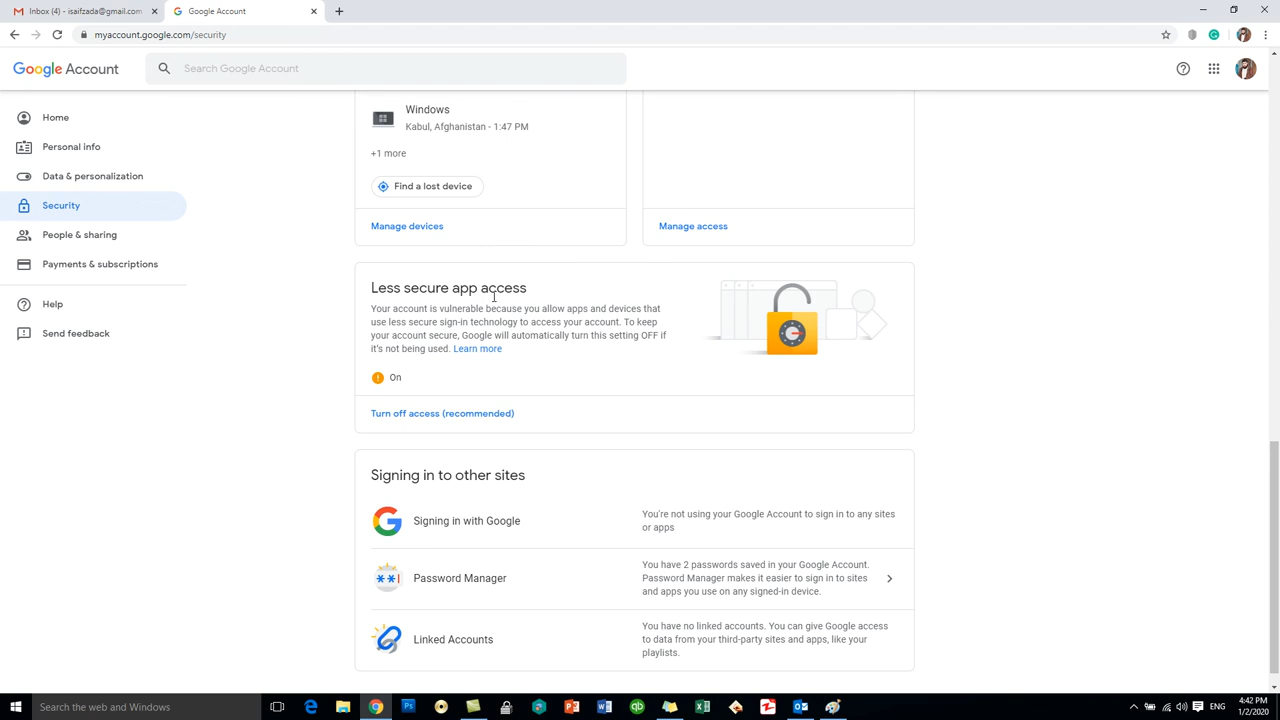 Inbox () - isaifzada@gmail.com
Google Account
myaccount.google.com/security
Google Account
Search Google Account
Home
Personal info
Data & personalization
Security
People & sharing
Payments & subscriptions
Help
Send feedback
Windows
Kabul, Afghanistan - 1:47 PM
+1 more
Find a lost device
Manage devices
Manage access
Less secure app access
Your account is vulnerable because you allow apps and devices that
use less secure sign-in technology to access your account. To keep
your account secure, Google will automatically turn this setting OFF if
it's not being used. Learn more
On
Turn off access (recommended)
Signing in to other sites
Signing in with Google
You're not using your Google Account to sign in to any sites
or apps
Password Manager
You have 2 passwords saved in your Google Account.
Password Manager makes it easier to sign in to sites
and apps you use on any signed-in device.
Linked Accounts
You have no linked accounts. You can give Google access
to data from your third-party sites and apps, like your
playlists.
Search the web and Windows
ENG
4:42 PM
1/2/2020